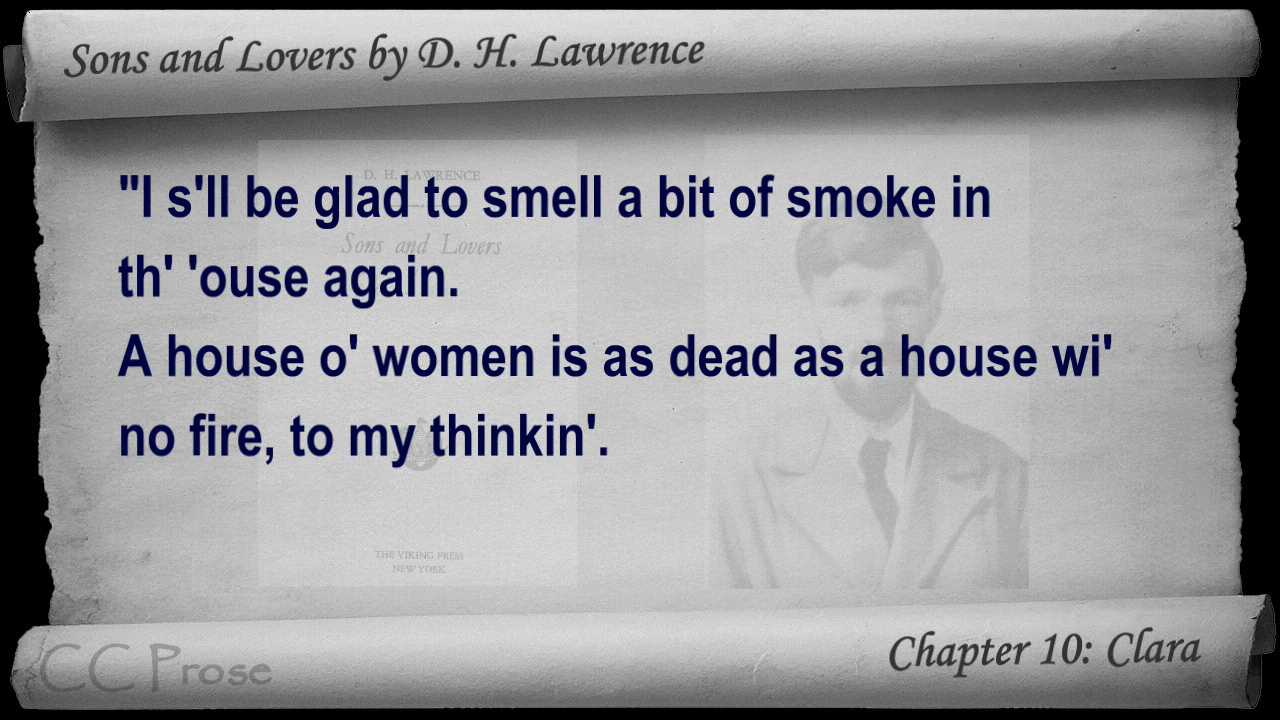 Sons and Lovers by D. H. Lawrence
D. H. LAWRENCE
Sons and Lovers
"I s'll be glad to smell a bit of smoke in
th' 'ouse again.
A house o' women is as dead as a house wi'
no fire, to my thinkin'.
THE VIKING PRESS
NEW YORK
CC Prose
Chapter 10: Clara